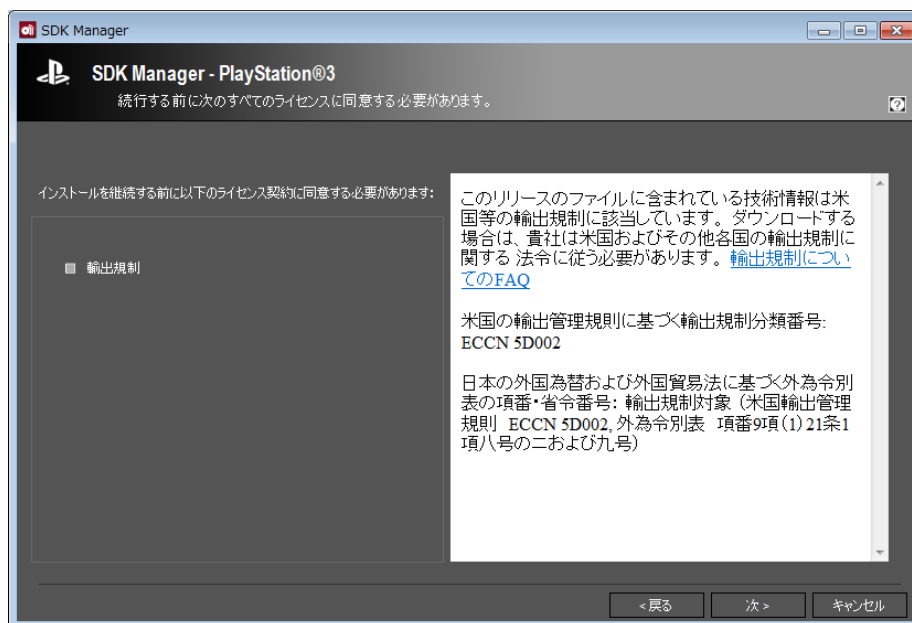 SDK Manager
SDK Manager - PlayStation®3
続行する前に次のすべてのライセンスに同意する必要があります。
インストールを継続する前に以下のライセンス契約に同意する必要があります:
輸出規制
このリリースのファイルに含まれている技術情報は米
国等の輸出規制に該当しています。ダウンロードする
場合は、貴社は米国およびその他各国の輸出規制に
関する 法令に従う必要があります。輸出規制につい
てのFAQ
米国の輸出管理規則に基づく輸出規制分類番号:
ECCN 5D002
日本の外国為替および外国貿易法に基づく外為令別
表の項番・省令番号: 輸出規制対象（米国輸出管理
規則 ECCN 5D002, 外為令別表 項番9項(1) 21条1
項八号の二および九号）
<戻る
次>
キャンセル